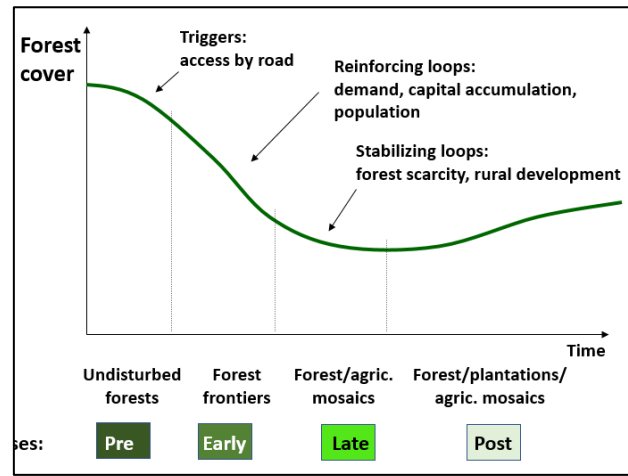 Forest
cover
Triggers:
access by road
Reinforcing loops:
demand, capital accumulation,
population
Stabilizing loops:
forest scarcity, rural development
Time
Undisturbed
forests
Forest
frontiers
Forest/agric.
mosaics
Forest/plantations/
agric. mosaics
ses:
Pre
Early
Late
Post